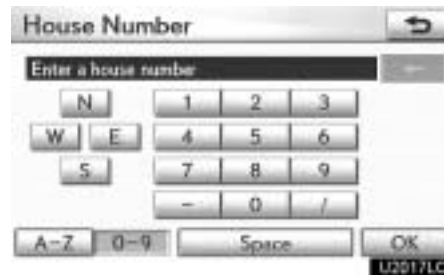 House Number
Enter a house number
N 1 2 3
W E 4 5 6
S 7 8 9
- 0 /
A-Z 0-9 Space OK
U2017LC